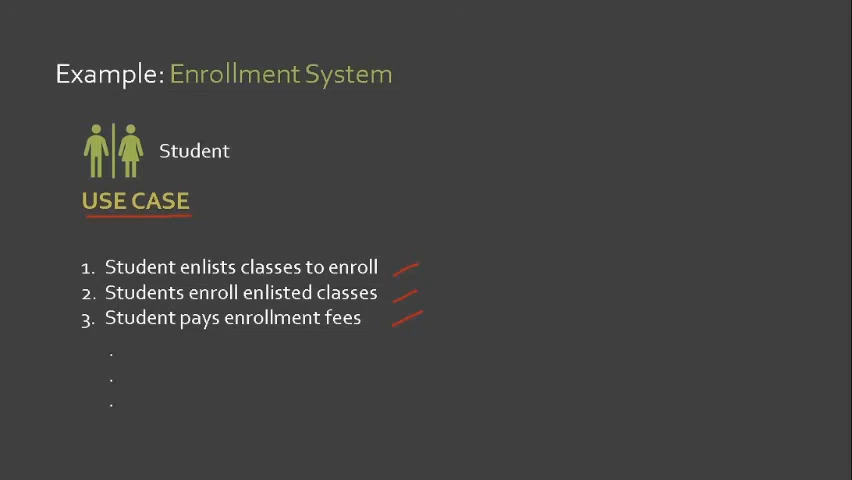 Example: Enrollment System
Student
USE CASE
1. Student enlists classes to enroll
2. Students enroll enlisted classes
3. Student pays enrollment fees
.
.
.